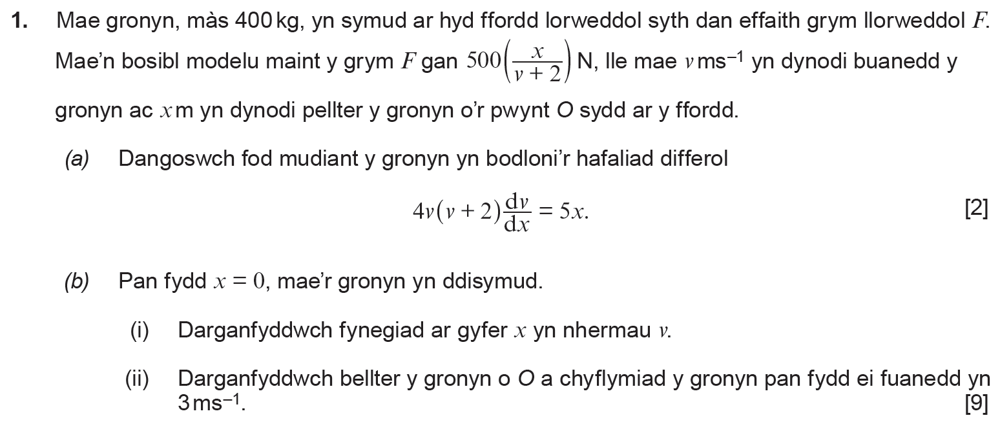 1. Mae gronyn, màs 400 kg, yn symud ar hyd ffordd lorweddol syth dan effaith grym llorweddol F.
Mae'n bosibl modelu maint y grym F gan 500(x/(v + 2)) N, lle mae v ms⁻¹ yn dynodi buanedd y
gronyn ac x m yn dynodi pellter y gronyn o'r pwynt O sydd ar y ffordd.
(a) Dangoswch fod mudiant y gronyn yn bodloni'r hafaliad differol
4v(v + 2) dv/dx = 5x. [2]
(b) Pan fydd x = 0, mae'r gronyn yn ddisymud.
(i) Darganfyddwch fynegiad ar gyfer x yn nhermau v.
(ii) Darganfyddwch bellter y gronyn o O a chyflymiad y gronyn pan fydd ei fuanedd yn
3 ms⁻¹. [9]